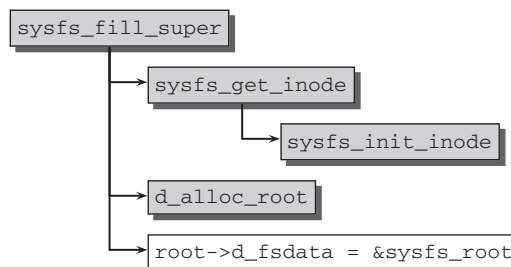 sysfs_fill_super
sysfs_get_inode
sysfs_init_inode
d_alloc_root
root->d_fsdata = &sysfs_root